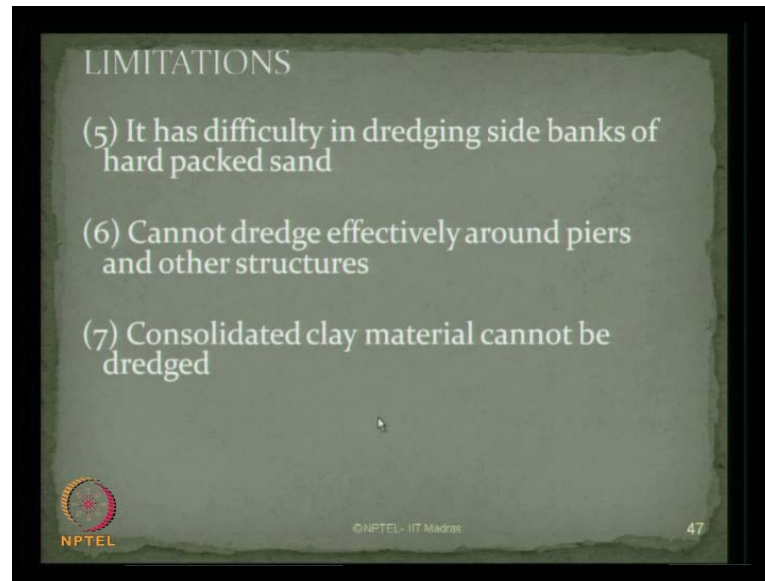 LIMITATIONS
(5) It has difficulty in dredging side banks of
hard packed sand
(6) Cannot dredge effectively around piers
and other structures
(7) Consolidated clay material cannot be
dredged
NPTEL
©NPTEL- IIT Madras
47